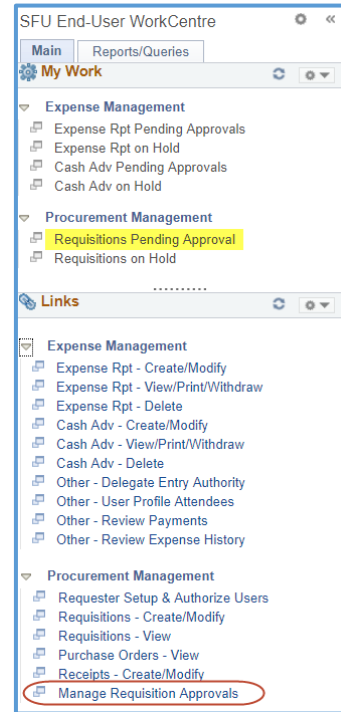 SFU End-User WorkCentre
Main Reports/Queries
My Work
Expense Management
Expense Rpt Pending Approvals
Expense Rpt on Hold
Cash Adv Pending Approvals
Cash Adv on Hold
Procurement Management
Requisitions Pending Approval
Requisitions on Hold
Links
Expense Management
Expense Rpt - Create/Modify
Expense Rpt - View/Print/Withdraw
Expense Rpt - Delete
Cash Adv - Create/Modify
Cash Adv - View/Print/Withdraw
Cash Adv - Delete
Other - Delegate Entry Authority
Other - User Profile Attendees
Other - Review Payments
Other - Review Expense History
Procurement Management
Requester Setup & Authorize Users
Requisitions - Create/Modify
Requisitions - View
Purchase Orders - View
Receipts - Create/Modify
Manage Requisition Approvals